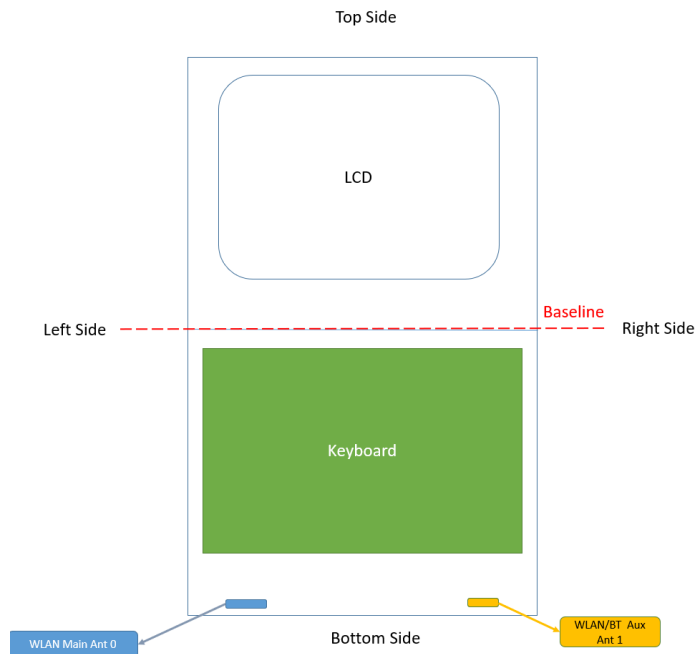 Top Side
LCD
Baseline
Left Side
Right Side
Keyboard
WLAN Main Ant 0
Bottom Side
WLAN/BT Aux
Ant 1